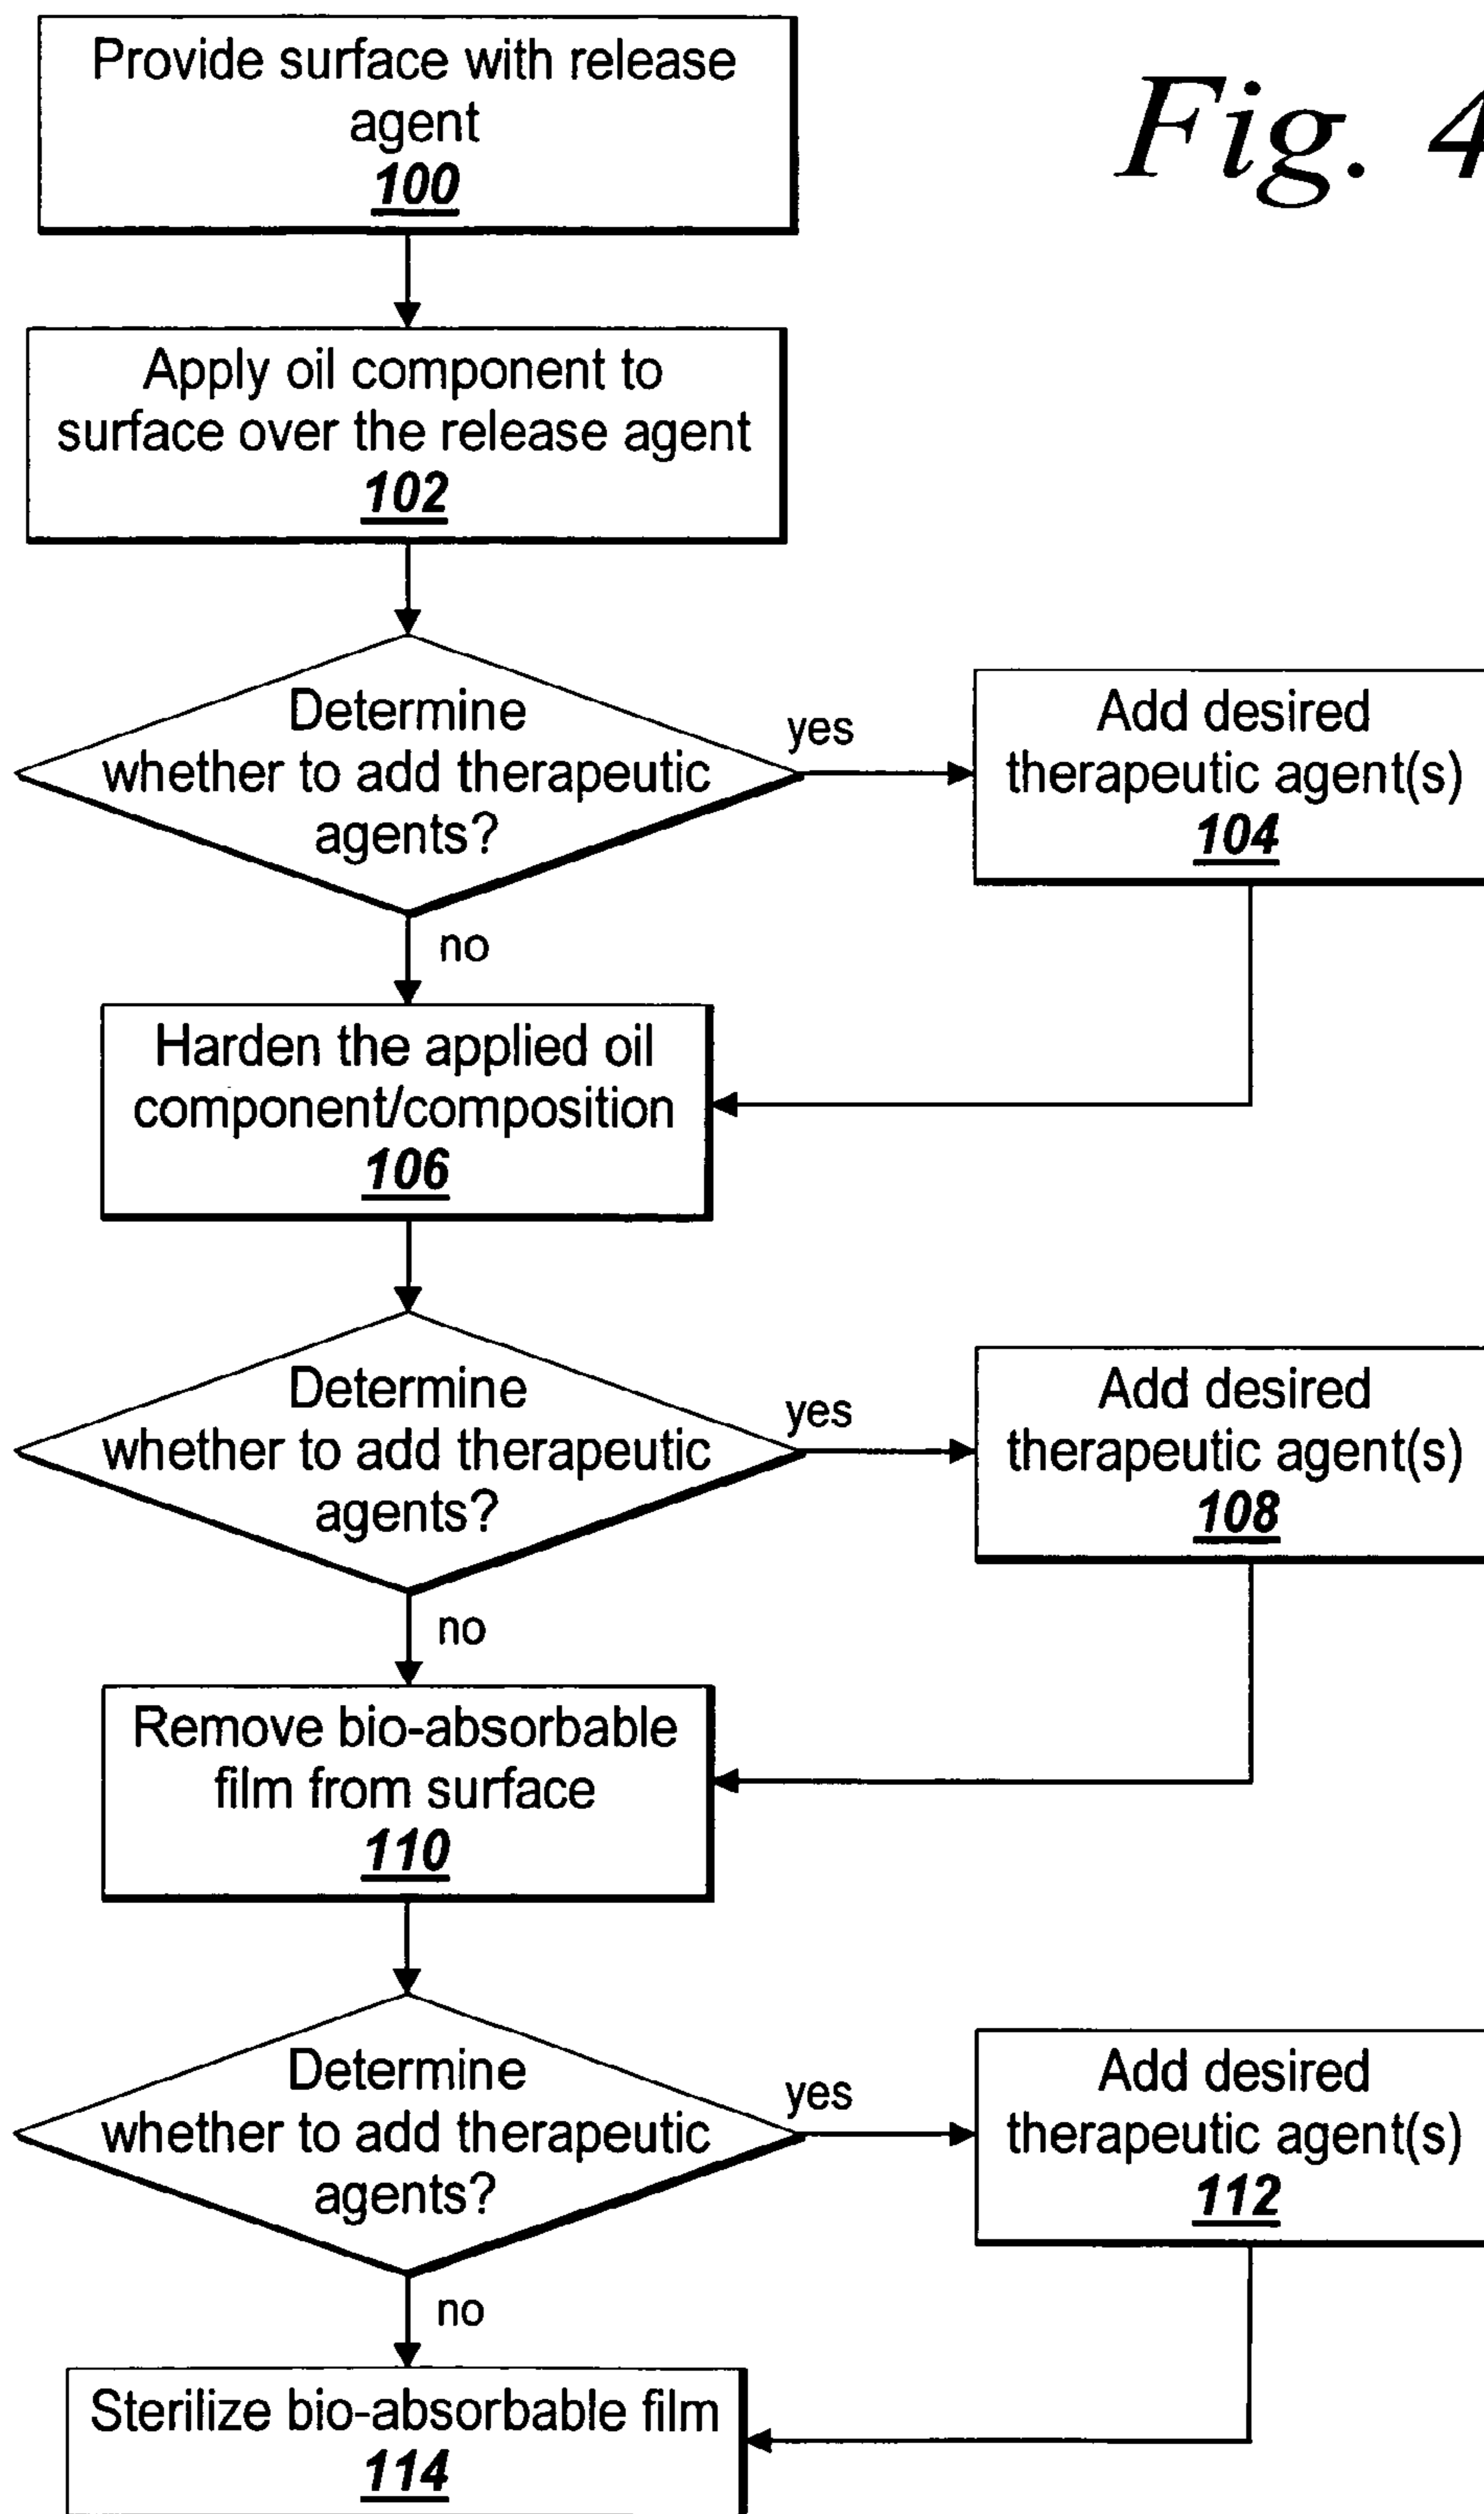 Provide surface with release
agent
100
Fig. 4
Apply oil component to
surface over the release agent
102
Determine
whether to add therapeutic
agents?
yes
Add desired
therapeutic agent(s)
104
no
Harden the applied oil
component/composition
106
Determine
whether to add therapeutic
agents?
yes
Add desired
therapeutic agent(s)
108
no
Remove bio-absorbable
film from surface
110
Determine
whether to add therapeutic
agents?
yes
Add desired
therapeutic agent(s)
112
no
Sterilize bio-absorbable film
114